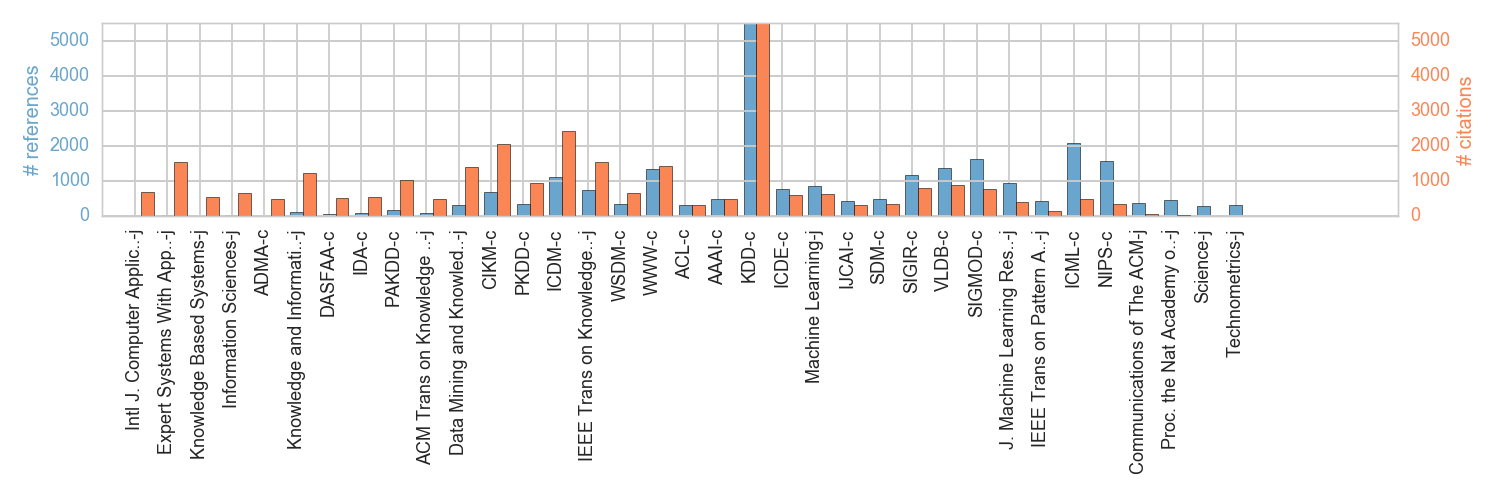 # references
5000
4000
3000
2000
1000
0
5000
4000
3000
2000
1000
0
# citations
Intl J. Computer Applic..-j
Expert Systems With App..-j
Knowledge Based Systems-j
Information Sciences-j
ADMA-c
Knowledge and Informati..-j
DASFAA-c
IDA-c
PAKDD-c
ACM Trans on Knowledge ..-j
Data Mining and Knowled..-j
CIKM-c
PKDD-c
ICDM-c
IEEE Trans on Knowledge..-j
WSDM-c
WWW-c
ACL-c
AAAI-c
KDD-c
ICDE-c
Machine Learning-j
IJCAI-c
SDM-c
SIGIR-c
VLDB-c
SIGMOD-c
J. Machine Learning Res..-j
IEEE Trans on Pattern A..-j
ICML-c
NIPS-c
Communications of The ACM-j
Proc. the Nat Academy o..-j
Science-j
Technometrics-j